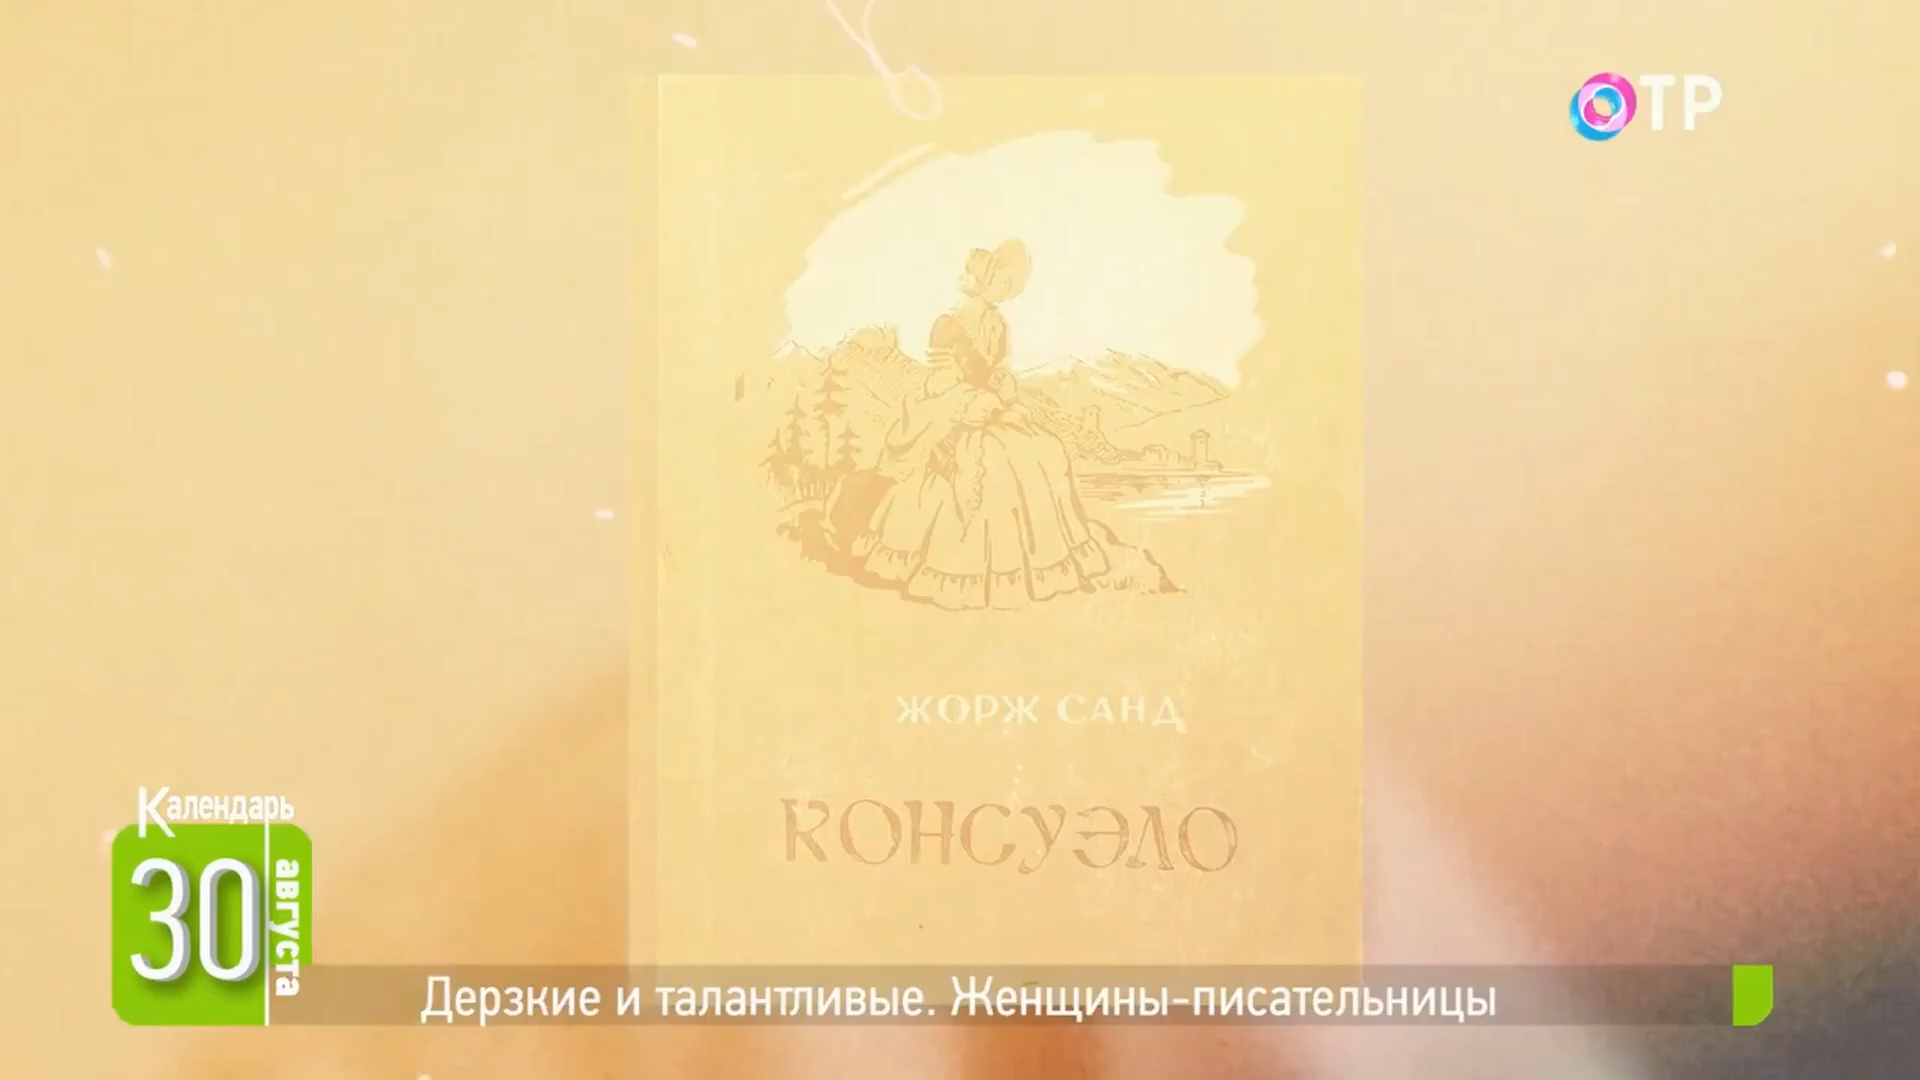 ОТР
ЖОРЖ САНД
КОНСУЭЛО
Календарь
30
августа
Дерзкие и талантливые. Женщины-писательницы